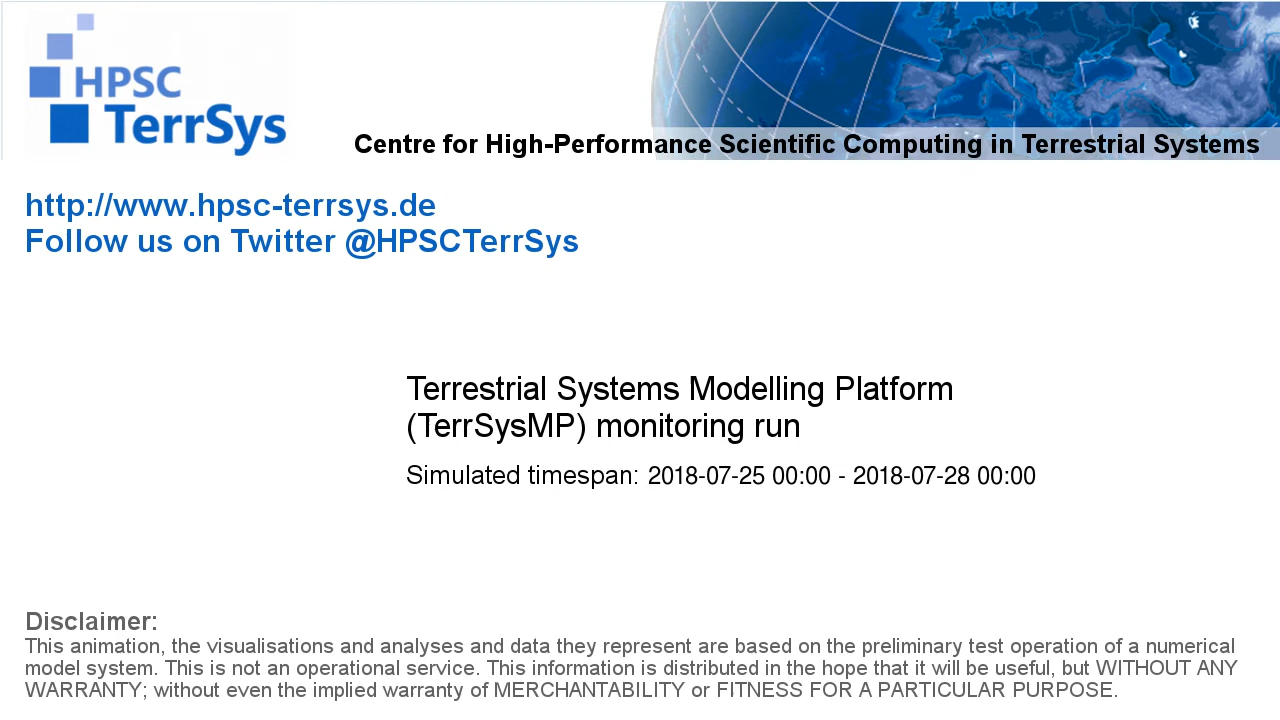 HPSC
TerrSys
Centre for High-Performance Scientific Computing in Terrestrial Systems
http://www.hpsc-terrsys.de
Follow us on Twitter @HPSCTerrSys
Terrestrial Systems Modelling Platform
(TerrSysMP) monitoring run
Simulated timespan: 2018-07-25 00:00 - 2018-07-28 00:00
Disclaimer:
This animation, the visualisations and analyses and data they represent are based on the preliminary test operation of a numerical
model system. This is not an operational service. This information is distributed in the hope that it will be useful, but WITHOUT ANY
WARRANTY; without even the implied warranty of MERCHANTABILITY or FITNESS FOR A PARTICULAR PURPOSE.